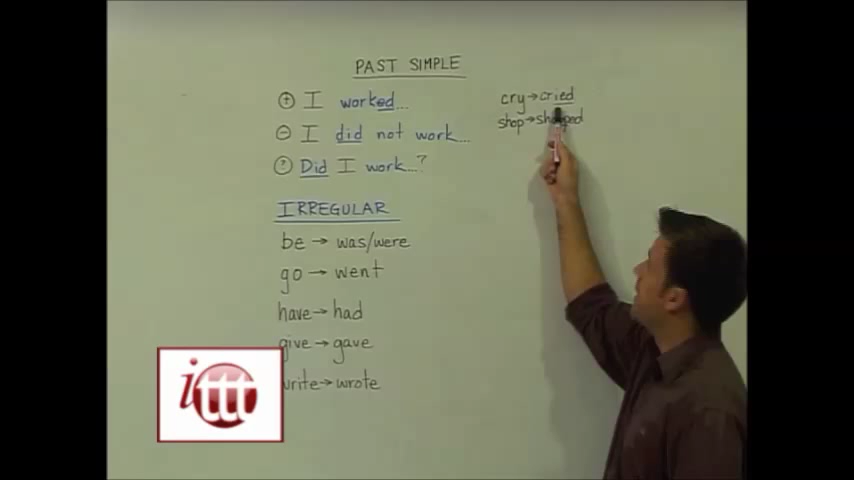 PAST SIMPLE
+ I worked...
- I did not work...
? Did I work...?
cry→cried
shop→shopped
IRREGULAR
be → was/were
go → went
have → had
give → gave
write → wrote
ittt